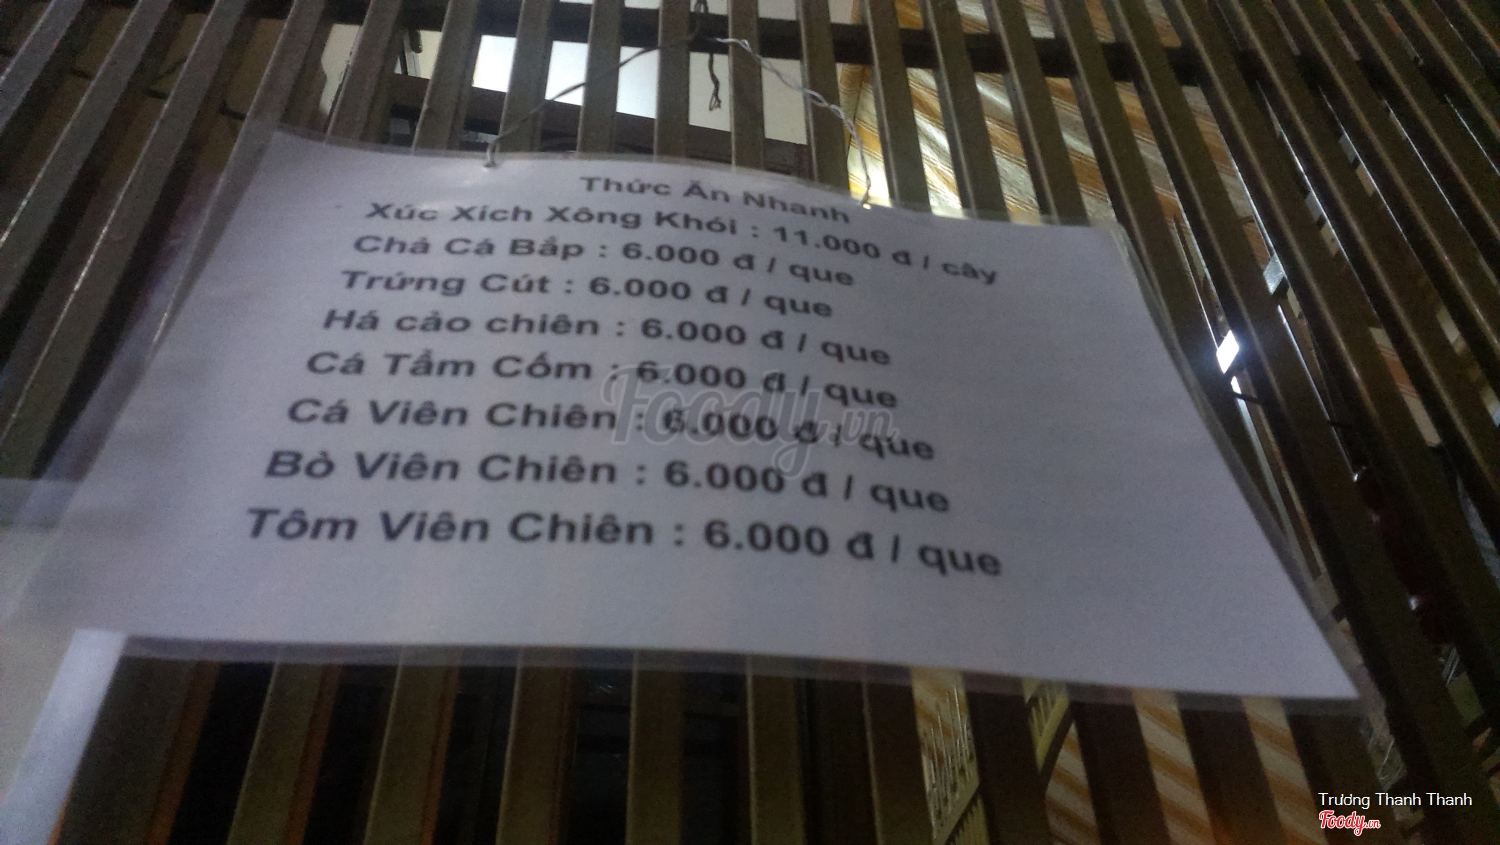 Thức Ăn Nhanh
Xúc Xích Xông Khói : 11.000 đ / cây
Chả Cá Bắp : 6.000 đ / que
Trứng Cút : 6.000 đ / que
Há cảo chiên : 6.000 đ / que
Cá Tẩm Cốm : 6.000 đ / que
Cá Viên Chiên : 6.000 đ / que
Bò Viên Chiên : 6.000 đ / que
Tôm Viên Chiên : 6.000 đ / que
Foody.vn
Trương Thanh Thanh
Foody.vn